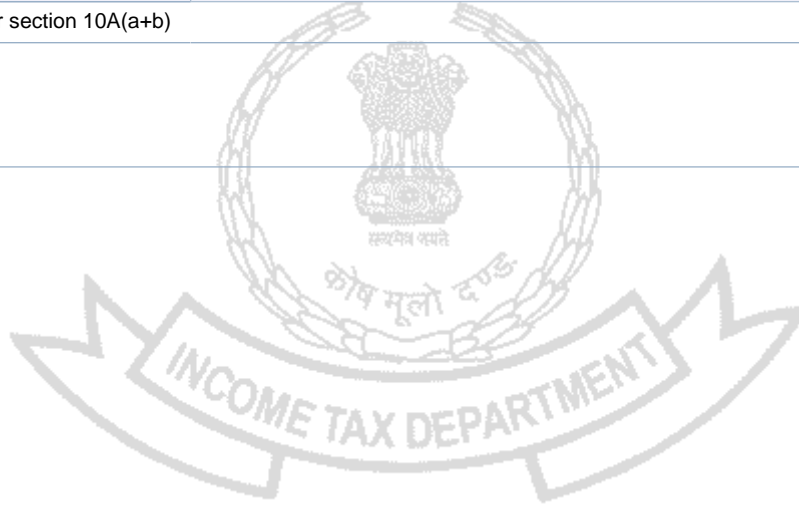 r section 10A(a+b)
सत्यमेव जयते
कोष मूलो दण्डः
INCOME TAX DEPARTMENT